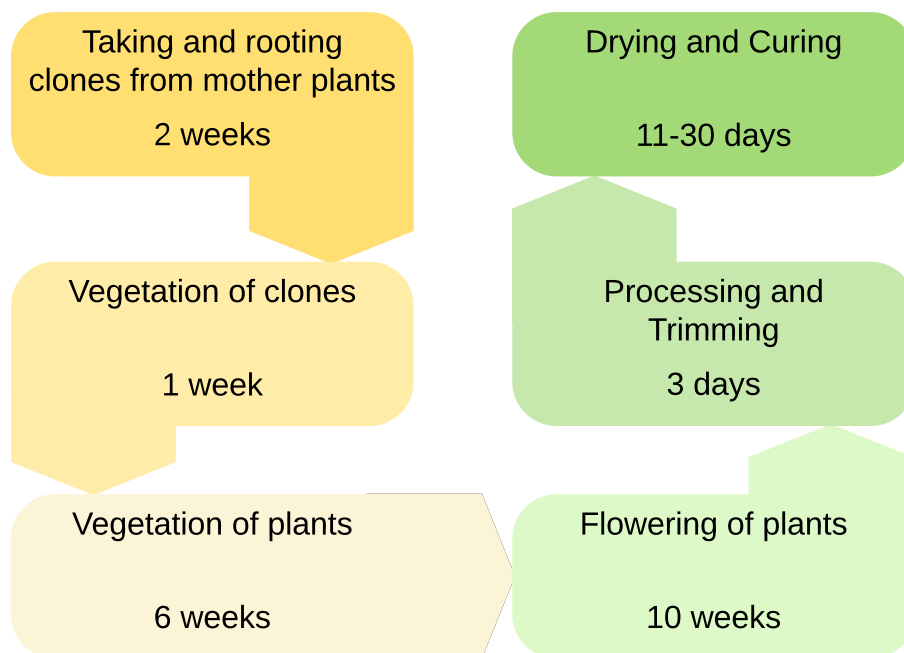 Taking and rooting
clones from mother plants
2 weeks
Vegetation of clones
1 week
Vegetation of plants
6 weeks
Flowering of plants
10 weeks
Processing and
Trimming
3 days
Drying and Curing
11-30 days